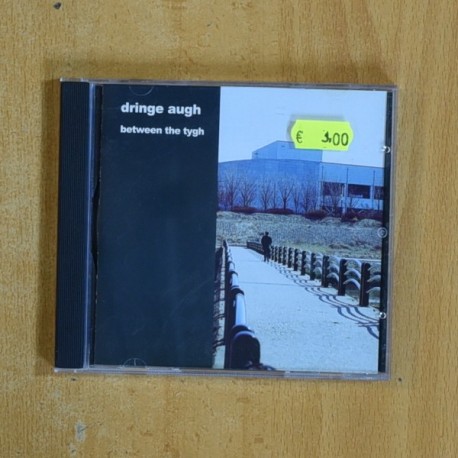 dringe augh
between the tygh
€ 3,00